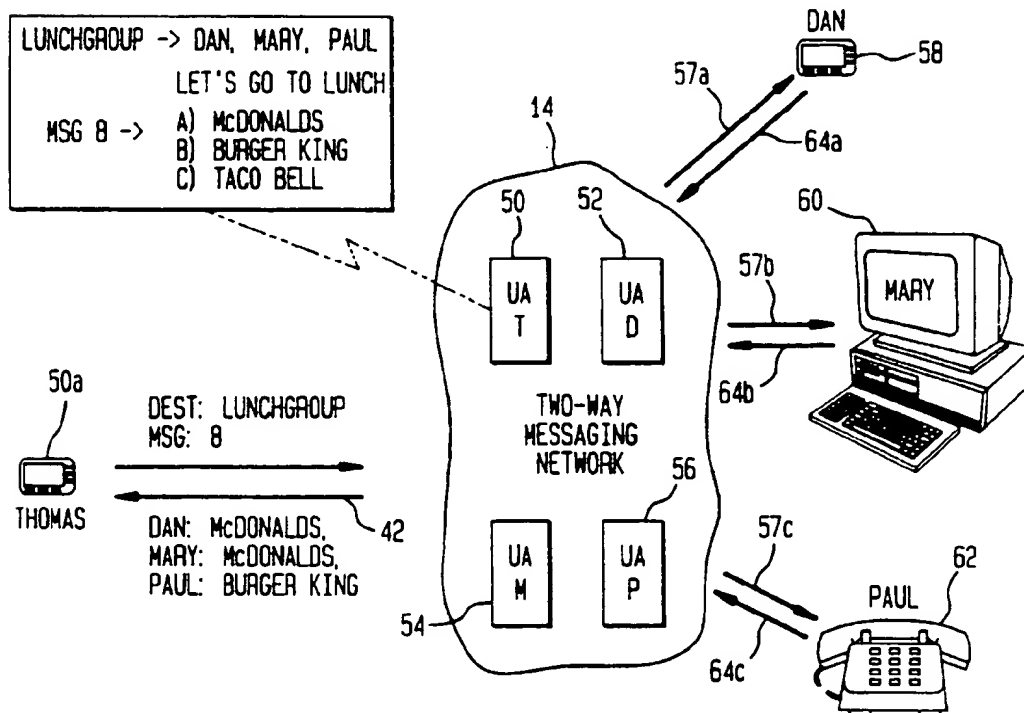 LUNCHGROUP -> DAN, MARY, PAUL
LET'S GO TO LUNCH
MSG 8 ->
A) McDONALDS
B) BURGER KING
C) TACO BELL
DAN
58
57a
64a
14
50
52
60
UA
T
UA
D
57b
MARY
64b
50a
DEST: LUNCHGROUP
MSG: 8
TWO-WAY
MESSAGING
NETWORK
THOMAS
42
DAN: McDONALDS,
MARY: McDONALDS,
PAUL: BURGER KING
56
UA
M
UA
P
54
57c
PAUL
62
64c